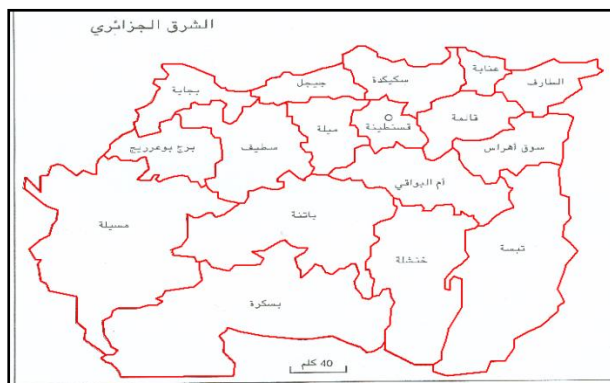 الشرق الجزائري
الطارف
عنابة
سكيكدة
جيجل
بجاية
قالمة
قسنطينة
ميلة
سطيف
برج بوعرريج
سوق أهراس
أم البواقي
باتنة
مسيلة
تبسة
خنشلة
بسكرة
40 كلم